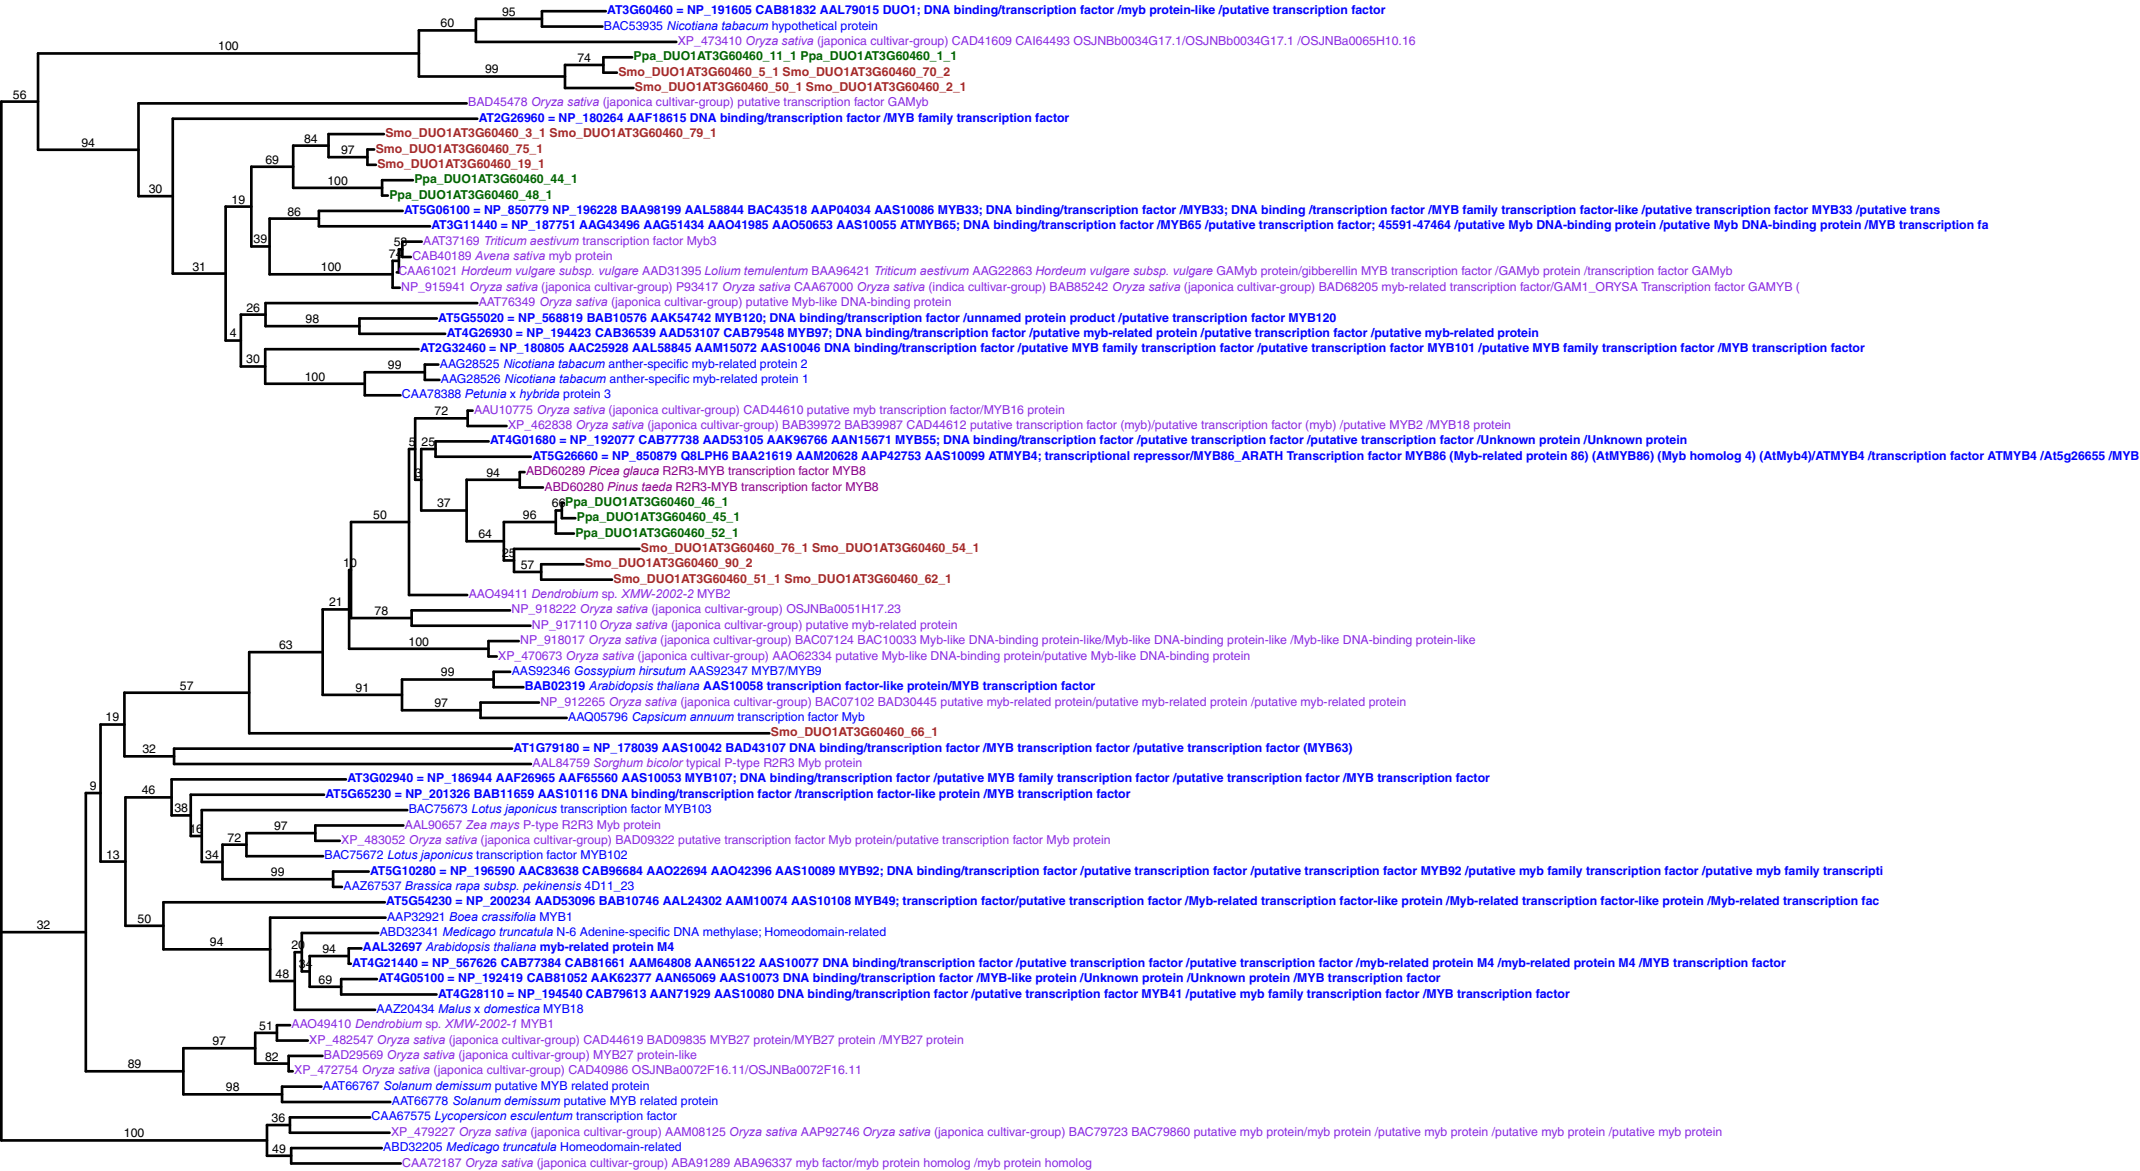 95
AT3G60460 = NP_191605 CAB81832 AAL79015 DUO1; DNA binding/transcription factor /myb protein-like /putative transcription factor
60
BAC53935 Nicotiana tabacum hypothetical protein
XP_473410 Oryza sativa (japonica cultivar-group) CAD41609 CAI64493 OSJNBb0034G17.1/OSJNBb0034G17.1 /OSJNBa0065H10.16
100
74
Ppa_DUO1AT3G60460_11_1 Ppa_DUO1AT3G60460_1_1
99
Smo_DUO1AT3G60460_5_1 Smo_DUO1AT3G60460_70_2
Smo_DUO1AT3G60460_50_1 Smo_DUO1AT3G60460_2_1
56
BAD45478 Oryza sativa (japonica cultivar-group) putative transcription factor GAMyb
AT2G26960 = NP_180264 AAF18615 DNA binding/transcription factor /MYB family transcription factor
94
84
Smo_DUO1AT3G60460_3_1 Smo_DUO1AT3G60460_79_1
97
Smo_DUO1AT3G60460_75_1
69
Smo_DUO1AT3G60460_19_1
100
Ppa_DUO1AT3G60460_44_1
30
Ppa_DUO1AT3G60460_48_1
19
86
AT5G06100 = NP_850779 NP_196228 BAA98199 AAL58844 BAC43518 AAP04034 AAS10086 MYB33; DNA binding/transcription factor /MYB33; DNA binding /transcription factor /MYB family transcription factor-like /putative transcription factor MYB33 /putative trans
AT3G11440 = NP_187751 AAG43496 AAG51434 AAO41985 AAO50653 AAS10055 ATMYB65; DNA binding/transcription factor /MYB65 /putative transcription factor; 45591-47464 /putative Myb DNA-binding protein /putative Myb DNA-binding protein /MYB transcription fa
39
AAT37169 Triticum aestivum transcription factor Myb3
CAB40189 Avena sativa myb protein
31
100
CAA61021 Hordeum vulgare subsp. vulgare AAD31395 Lolium temulentum BAA96421 Triticum aestivum AAG22863 Hordeum vulgare subsp. vulgare GAMyb protein/gibberellin MYB transcription factor /GAMyb protein /transcription factor GAMyb
NP_915941 Oryza sativa (japonica cultivar-group) P93417 Oryza sativa CAA67000 Oryza sativa (indica cultivar-group) BAB85242 Oryza sativa (japonica cultivar-group) BAD68205 myb-related transcription factor/GAM1_ORYSA Transcription factor GAMYB (
26
AAT76349 Oryza sativa (japonica cultivar-group) putative Myb-like DNA-binding protein
98
AT5G55020 = NP_568819 BAB10576 AAK54742 MYB120; DNA binding/transcription factor /unnamed protein product /putative transcription factor MYB120
4
AT4G26930 = NP_194423 CAB36539 AAD53107 CAB79548 MYB97; DNA binding/transcription factor /putative myb-related protein /putative transcription factor /putative myb-related protein
30
AT2G32460 = NP_180805 AAC25928 AAL58845 AAM15072 AAS10046 DNA binding/transcription factor /putative MYB family transcription factor /putative transcription factor MYB101 /putative MYB family transcription factor /MYB transcription factor
99
AAG28525 Nicotiana tabacum anther-specific myb-related protein 2
100
AAG28526 Nicotiana tabacum anther-specific myb-related protein 1
CAA78388 Petunia x hybrida protein 3
72
AAU10775 Oryza sativa (japonica cultivar-group) CAD44610 putative myb transcription factor/MYB16 protein
XP_462838 Oryza sativa (japonica cultivar-group) BAB39972 BAB39987 CAD44612 putative transcription factor (myb)/putative transcription factor (myb) /putative MYB2 /MYB18 protein
5
25
AT4G01680 = NP_192077 CAB77738 AAD53105 AAK96766 AAN15671 MYB55; DNA binding/transcription factor /putative transcription factor /putative transcription factor /Unknown protein /Unknown protein
AT5G26660 = NP_850879 Q8LPH6 BAA21619 AAM20628 AAP42753 AAS10099 ATMYB4; transcriptional repressor/MYB86_ARATH Transcription factor MYB86 (Myb-related protein 86) (AtMYB86) (Myb homolog 4) (AtMyb4)/ATMYB4 /transcription factor ATMYB4 /At5g26655 /MYB
3
94
ABD60289 Picea glauca R2R3-MYB transcription factor MYB8
ABD60280 Pinus taeda R2R3-MYB transcription factor MYB8
37
Ppa_DUO1AT3G60460_46_1
50
96
Ppa_DUO1AT3G60460_45_1
64
Ppa_DUO1AT3G60460_52_1
25
Smo_DUO1AT3G60460_76_1 Smo_DUO1AT3G60460_54_1
10
57
Smo_DUO1AT3G60460_90_2
Smo_DUO1AT3G60460_51_1 Smo_DUO1AT3G60460_62_1
AAO49411 Dendrobium sp. XMW-2002-2 MYB2
21
78
NP_918222 Oryza sativa (japonica cultivar-group) OSJNBa0051H17.23
NP_917110 Oryza sativa (japonica cultivar-group) putative myb-related protein
63
100
NP_918017 Oryza sativa (japonica cultivar-group) BAC07124 BAC10033 Myb-like DNA-binding protein-like/Myb-like DNA-binding protein-like /Myb-like DNA-binding protein-like
XP_470673 Oryza sativa (japonica cultivar-group) AAO62334 putative Myb-like DNA-binding protein/putative Myb-like DNA-binding protein
99
AAS92346 Gossypium hirsutum AAS92347 MYB7/MYB9
57
91
BAB02319 Arabidopsis thaliana AAS10058 transcription factor-like protein/MYB transcription factor
97
NP_912265 Oryza sativa (japonica cultivar-group) BAC07102 BAD30445 putative myb-related protein/putative myb-related protein /putative myb-related protein
19
AAQ05796 Capsicum annuum transcription factor Myb
Smo_DUO1AT3G60460_66_1
32
AT1G79180 = NP_178039 AAS10042 BAD43107 DNA binding/transcription factor /MYB transcription factor /putative transcription factor (MYB63)
AAL84759 Sorghum bicolor typical P-type R2R3 Myb protein
9
46
AT3G02940 = NP_186944 AAF26965 AAF65560 AAS10053 MYB107; DNA binding/transcription factor /putative MYB family transcription factor /putative transcription factor /MYB transcription factor
38
AT5G65230 = NP_201326 BAB11659 AAS10116 DNA binding/transcription factor /transcription factor-like protein /MYB transcription factor
BAC75673 Lotus japonicus transcription factor MYB103
16
97
AAL90657 Zea mays P-type R2R3 Myb protein
72
XP_483052 Oryza sativa (japonica cultivar-group) BAD09322 putative transcription factor Myb protein/putative transcription factor Myb protein
13
34
BAC75672 Lotus japonicus transcription factor MYB102
99
AT5G10280 = NP_196590 AAC83638 CAB96684 AAO22694 AAO42396 AAS10089 MYB92; DNA binding/transcription factor /putative transcription factor /putative transcription factor MYB92 /putative myb family transcription factor /putative myb family transcripti
AAZ67537 Brassica rapa subsp. pekinensis 4D11_23
AT5G54230 = NP_200234 AAD53096 BAB10746 AAL24302 AAM10074 AAS10108 MYB49; transcription factor/putative transcription factor /Myb-related transcription factor-like protein /Myb-related transcription factor-like protein /Myb-related transcription fac
32
50
AAP32921 Boea crassifolia MYB1
94
20
ABD32341 Medicago truncatula N-6 Adenine-specific DNA methylase; Homeodomain-related
94
AAL32697 Arabidopsis thaliana myb-related protein M4
AT4G21440 = NP_567626 CAB77384 CAB81661 AAM64808 AAN65122 AAS10077 DNA binding/transcription factor /putative transcription factor /putative transcription factor /myb-related protein M4 /myb-related protein M4 /MYB transcription factor
48
69
AT4G05100 = NP_192419 CAB81052 AAK62377 AAN65069 AAS10073 DNA binding/transcription factor /MYB-like protein /Unknown protein /Unknown protein /MYB transcription factor
AT4G28110 = NP_194540 CAB79613 AAN71929 AAS10080 DNA binding/transcription factor /putative transcription factor MYB41 /putative myb family transcription factor /MYB transcription factor
AAZ20434 Malus x domestica MYB18
51
AAO49410 Dendrobium sp. XMW-2002-1 MYB1
97
XP_482547 Oryza sativa (japonica cultivar-group) CAD44619 BAD09835 MYB27 protein/MYB27 protein /MYB27 protein
82
BAD29569 Oryza sativa (japonica cultivar-group) MYB27 protein-like
89
XP_472754 Oryza sativa (japonica cultivar-group) CAD40986 OSJNBa0072F16.11/OSJNBa0072F16.11
98
AAT66767 Solanum demissum putative MYB related protein
AAT66778 Solanum demissum putative MYB related protein
36
CAA67575 Lycopersicon esculentum transcription factor
100
XP_479227 Oryza sativa (japonica cultivar-group) AAM08125 Oryza sativa AAP92746 Oryza sativa (japonica cultivar-group) BAC79723 BAC79860 putative myb protein/myb protein /putative myb protein /putative myb protein /putative myb protein
49
ABD32205 Medicago truncatula Homeodomain-related
CAA72187 Oryza sativa (japonica cultivar-group) ABA91289 ABA96337 myb factor/myb protein homolog /myb protein homolog